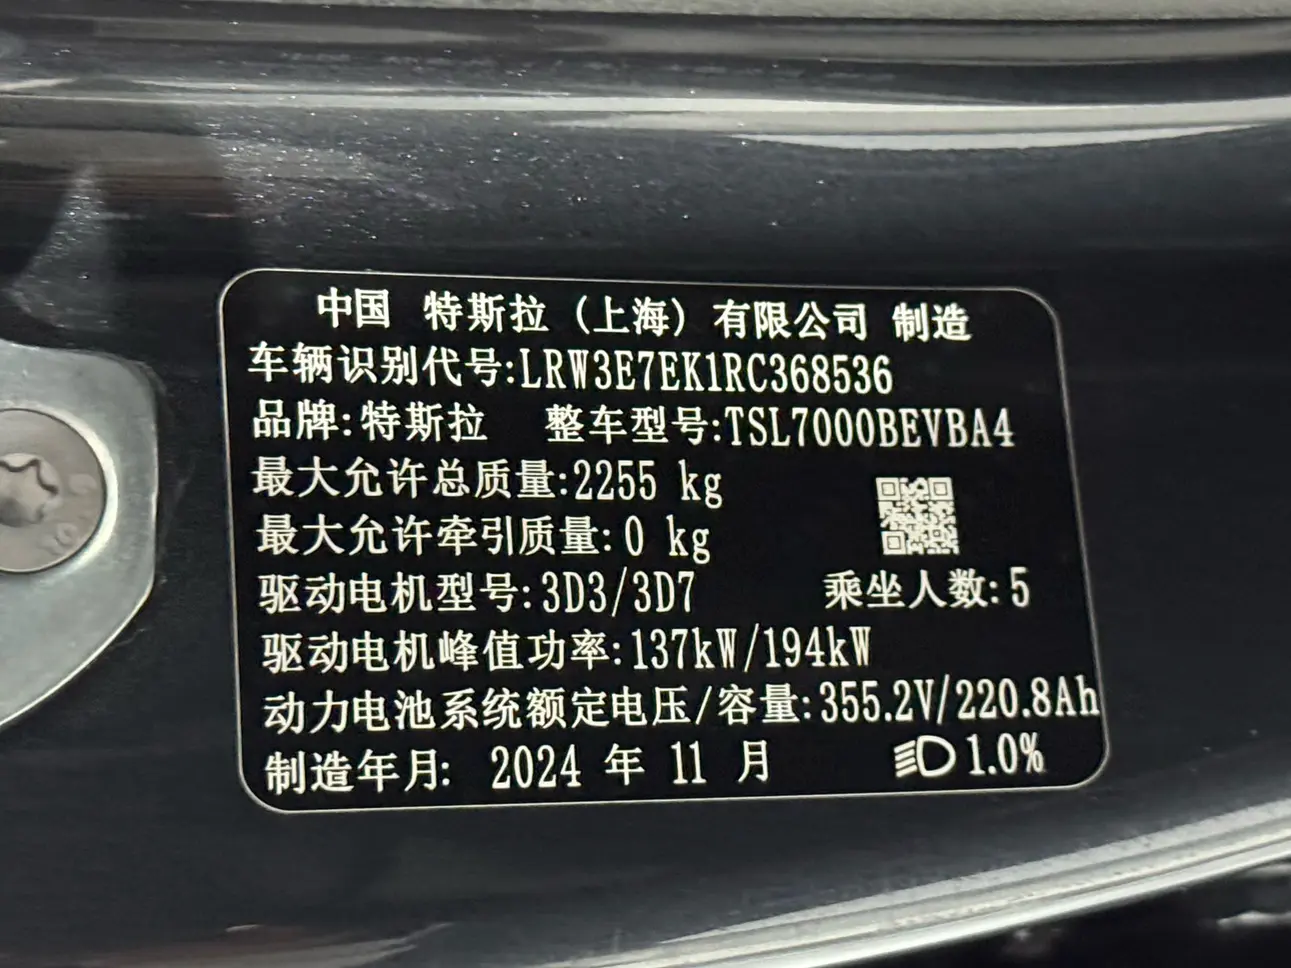 中国 特斯拉（上海）有限公司 制造
车辆识别代号:LRW3E7EK1RC368536
品牌:特斯拉 整车型号:TSL7000BEVBA4
最大允许总质量:2255 kg
最大允许牵引质量:0 kg
驱动电机型号:3D3/3D7 乘坐人数:5
驱动电机峰值功率:137kW/194kW
动力电池系统额定电压/容量:355.2V/220.8Ah
制造年月: 2024 年 11 月 1.0%